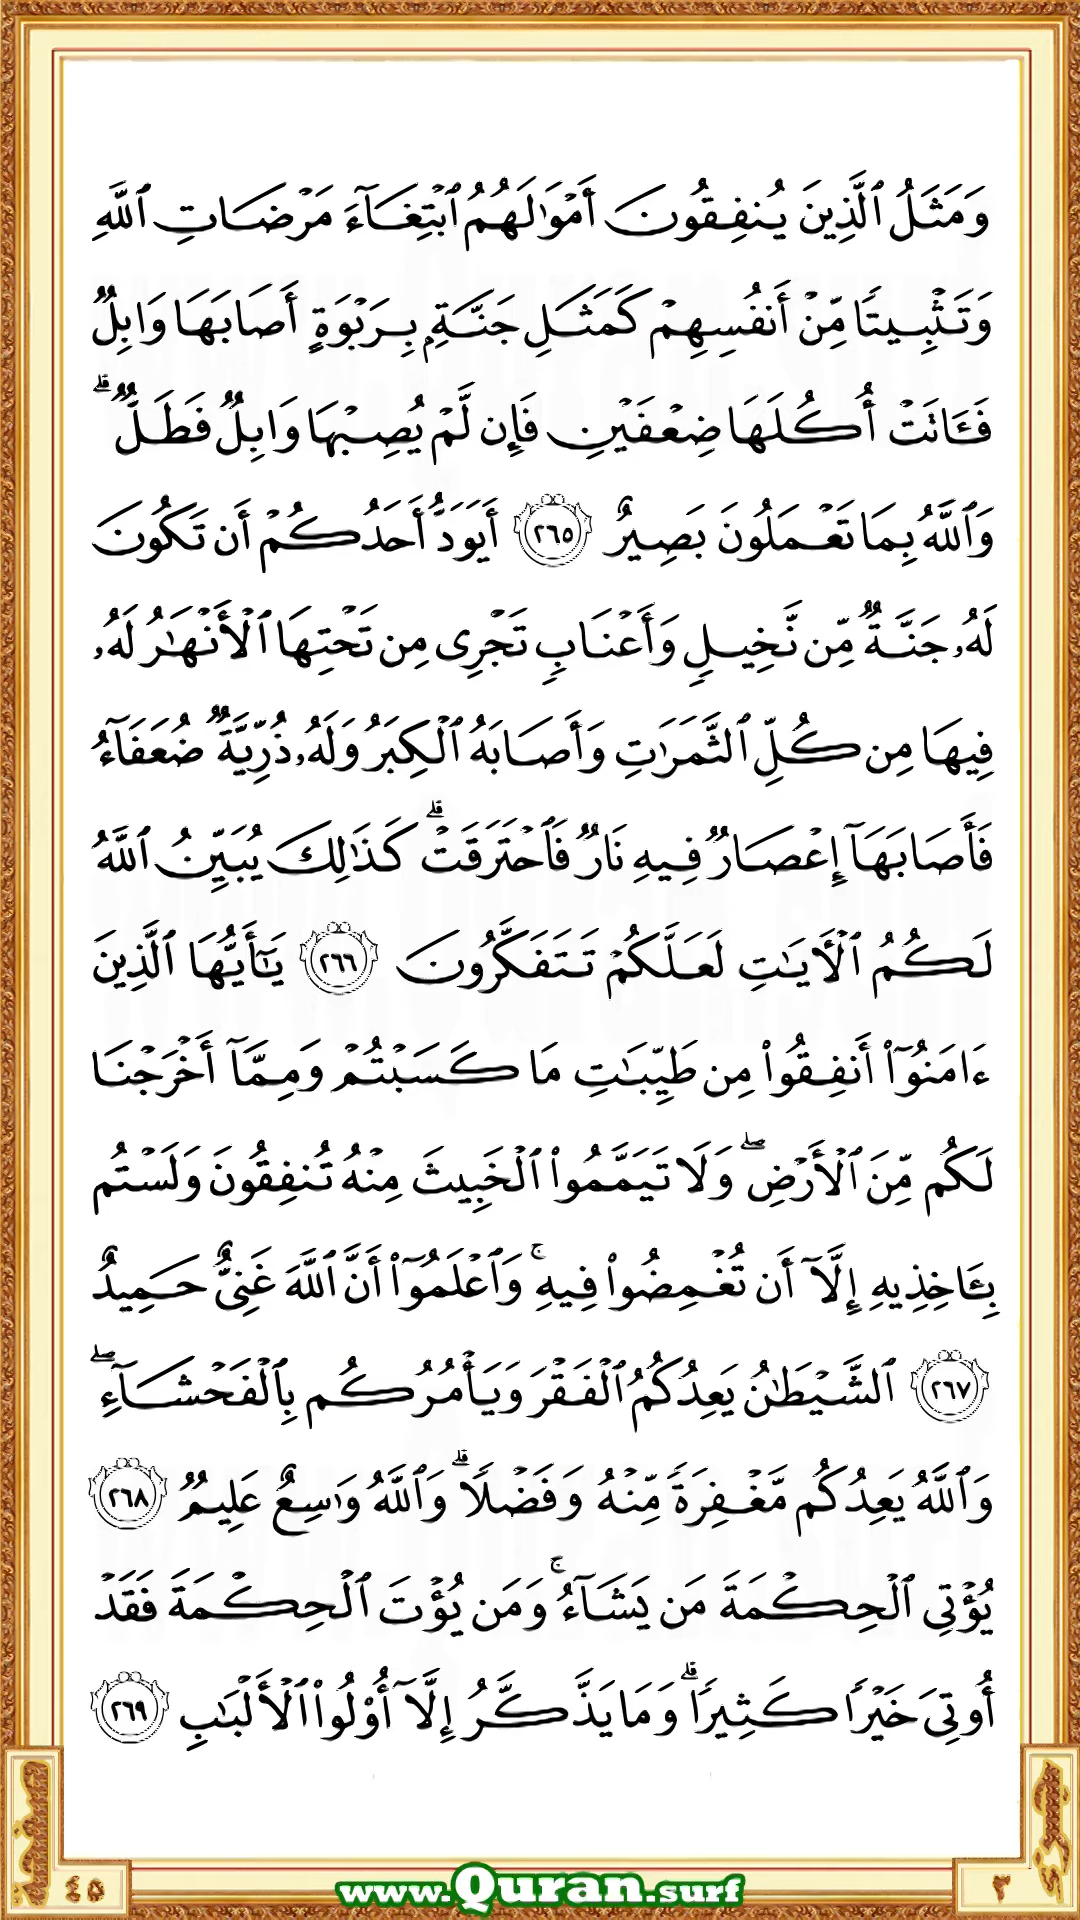 وَمَثَلُ ٱلَّذِينَ يُنفِقُونَ أَمْوَٰلَهُمُ ٱبْتِغَآءَ مَرْضَاتِ ٱللَّهِ
وَتَثْبِيتًا مِّنْ أَنفُسِهِمْ كَمَثَلِ جَنَّةٍۭ بِرَبْوَةٍ أَصَابَهَا وَابِلٌ
فَـَٔاتَتْ أُكُلَهَا ضِعْفَيْنِ فَإِن لَّمْ يُصِبْهَا وَابِلٌ فَطَلٌّ ۗ
وَٱللَّهُ بِمَا تَعْمَلُونَ بَصِيرٌ ٢٦٥ أَيَوَدُّ أَحَدُكُمْ أَن تَكُونَ
لَهُۥ جَنَّةٌ مِّن نَّخِيلٍ وَأَعْنَابٍ تَجْرِى مِن تَحْتِهَا ٱلْأَنْهَٰرُ لَهُۥ
فِيهَا مِن كُلِّ ٱلثَّمَرَٰتِ وَأَصَابَهُ ٱلْكِبَرُ وَلَهُۥ ذُرِّيَّةٌ ضُعَفَآءُ
فَأَصَابَهَآ إِعْصَارٌ فِيهِ نَارٌ فَٱحْتَرَقَتْ ۗ كَذَٰلِكَ يُبَيِّنُ ٱللَّهُ
لَكُمُ ٱلْـَٔايَٰتِ لَعَلَّكُمْ تَتَفَكَّرُونَ ٢٦٦ يَٰٓأَيُّهَا ٱلَّذِينَ
ءَامَنُوٓا۟ أَنفِقُوا۟ مِن طَيِّبَٰتِ مَا كَسَبْتُمْ وَمِمَّآ أَخْرَجْنَا
لَكُم مِّنَ ٱلْأَرْضِ ۖ وَلَا تَيَمَّمُوا۟ ٱلْخَبِيثَ مِنْهُ تُنفِقُونَ وَلَسْتُم
بِـَٔاخِذِيهِ إِلَّآ أَن تُغْمِضُوا۟ فِيهِ ۚ وَٱعْلَمُوٓا۟ أَنَّ ٱللَّهَ غَنِىٌّ حَمِيدٌ
٢٦٧ ٱلشَّيْطَٰنُ يَعِدُكُمُ ٱلْفَقْرَ وَيَأْمُرُكُم بِٱلْفَحْشَآءِ ۖ
وَٱللَّهُ يَعِدُكُم مَّغْفِرَةً مِّنْهُ وَفَضْلًا ۗ وَٱللَّهُ وَٰسِعٌ عَلِيمٌ ٢٦٨
يُؤْتِى ٱلْحِكْمَةَ مَن يَشَآءُ ۚ وَمَن يُؤْتَ ٱلْحِكْمَةَ فَقَدْ
أُوتِىَ خَيْرًا كَثِيرًا ۗ وَمَا يَذَّكَّرُ إِلَّآ أُو۟لُوا۟ ٱلْأَلْبَٰبِ ٢٦٩
جزء
٣
صفحة
٤٥
www.Quran.surf